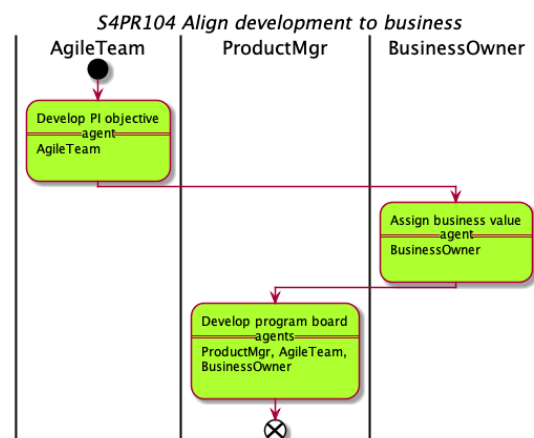 S4PR104 Align development to business
AgileTeam
ProductMgr
BusinessOwner
Develop PI objective
agent
AgileTeam
Assign business value
agent
BusinessOwner
Develop program board
agents
ProductMgr, AgileTeam,
BusinessOwner